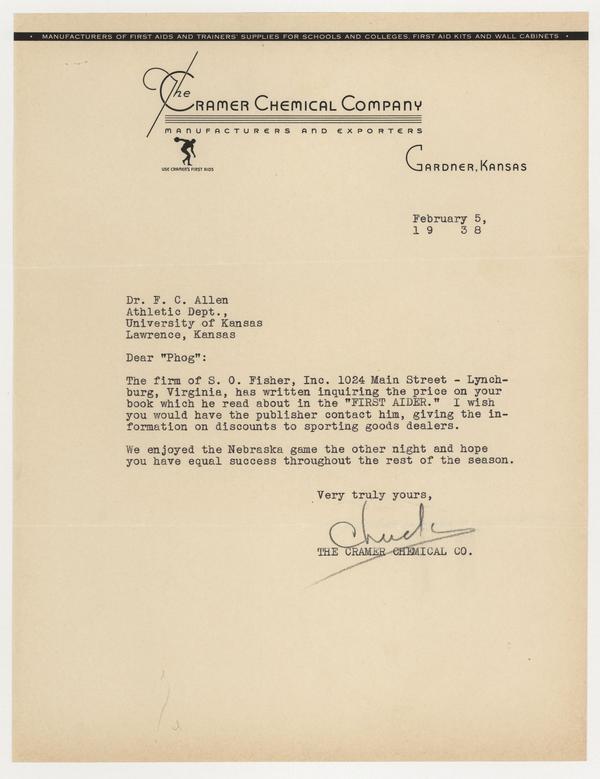 • MANUFACTURERS OF FIRST AIDS AND TRAINERS' SUPPLIES FOR SCHOOLS AND COLLEGES, FIRST AID KITS AND WALL CABINETS •
The
CRAMER CHEMICAL COMPANY
MANUFACTURERS AND EXPORTERS
USE CRAMER'S FIRST AIDS
GARDNER, KANSAS
February 5,
1 9 3 8
Dr. F. C. Allen
Athletic Dept.,
University of Kansas
Lawrence, Kansas
Dear "Phog":
The firm of S. O. Fisher, Inc. 1024 Main Street - Lynch-
burg, Virginia, has written inquiring the price on your
book which he read about in the "FIRST AIDER." I wish
you would have the publisher contact him, giving the in-
formation on discounts to sporting goods dealers.
We enjoyed the Nebraska game the other night and hope
you have equal success throughout the rest of the season.
Very truly yours,
Chuck
THE CRAMER CHEMICAL CO.